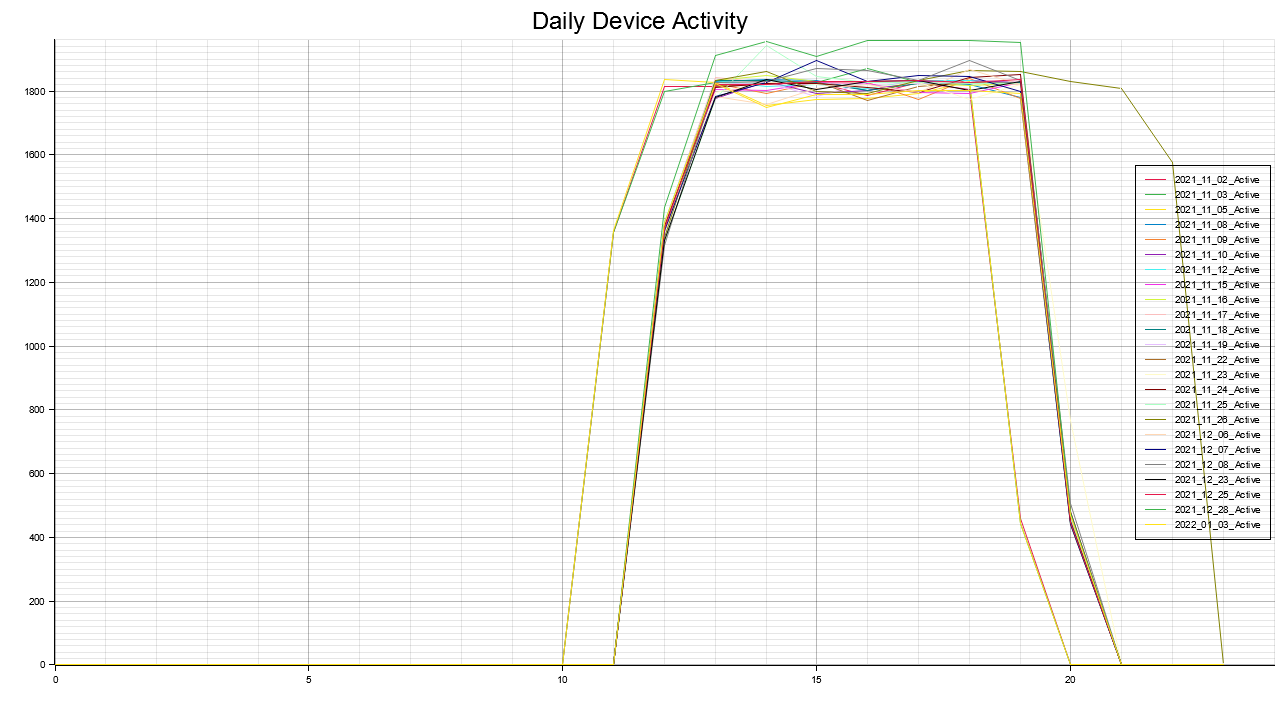 Daily Device Activity
1800
1600
1400
1200
1000
800
600
400
200
0
0 5 10 15 20
2021_11_02_Active
2021_11_03_Active
2021_11_05_Active
2021_11_08_Active
2021_11_09_Active
2021_11_10_Active
2021_11_12_Active
2021_11_15_Active
2021_11_16_Active
2021_11_17_Active
2021_11_18_Active
2021_11_19_Active
2021_11_22_Active
2021_11_23_Active
2021_11_24_Active
2021_11_25_Active
2021_11_26_Active
2021_12_06_Active
2021_12_07_Active
2021_12_08_Active
2021_12_23_Active
2021_12_25_Active
2021_12_28_Active
2022_01_03_Active